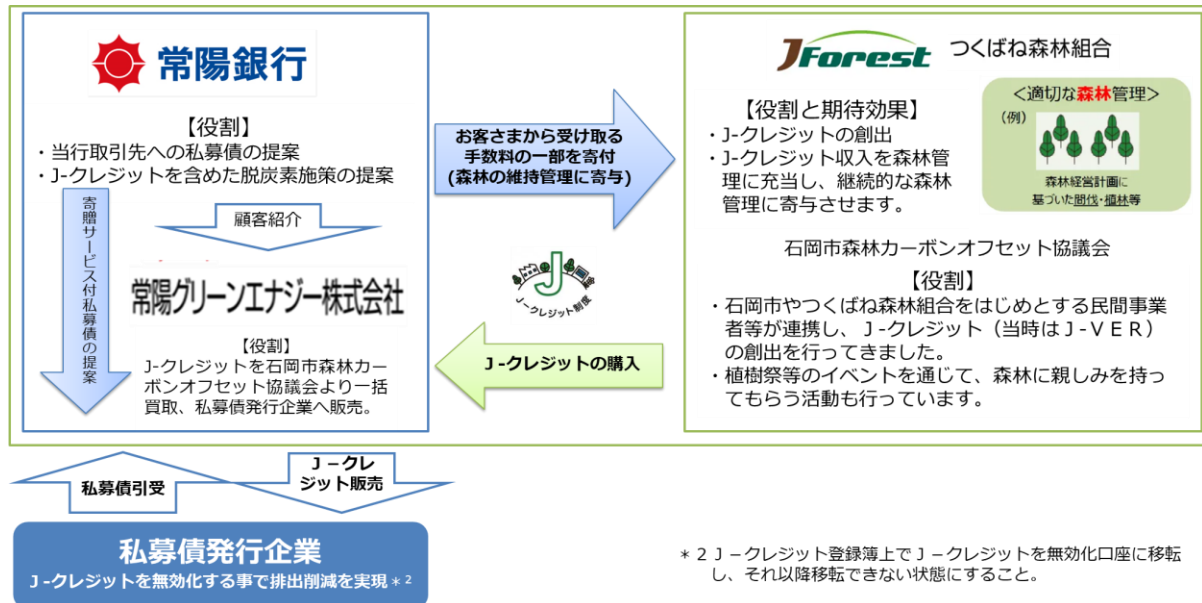 常陽銀行
【役割】
・当行取引先への私募債の提案
・J-クレジットを含めた脱炭素施策の提案
寄贈サービス付私募債の提案
顧客紹介
常陽グリーンエナジー株式会社
【役割】
J-クレジットを石岡市森林カー
ボンオフセット協議会より一括
買取、私募債発行企業へ販売。
お客さまから受け取る
手数料の一部を寄付
(森林の維持管理に寄与)
J
J-クレジット制度
J-クレジットの購入
JForest つくばね森林組合
【役割と期待効果】
・J-クレジットの創出
・J-クレジット収入を森林管
理に充当し、継続的な森林
管理に寄与させます。
＜適切な森林管理＞
（例）
森林経営計画に
基づいた間伐・植林等
石岡市森林カーボンオフセット協議会
【役割】
・石岡市やつくばね森林組合をはじめとする民間事業
者等が連携し、Ｊ-クレジット（当時はＪ-ＶＥＲ）
の創出を行ってきました。
・植樹祭等のイベントを通じて、森林に親しみを持っ
てもらう活動も行っています。
私募債引受
Ｊ－クレ
ジット販売
私募債発行企業
Ｊ-クレジットを無効化する事で排出削減を実現＊2
＊２Ｊ－クレジット登録簿上でＪ－クレジットを無効化口座に移転
し、それ以降移転できない状態にすること。